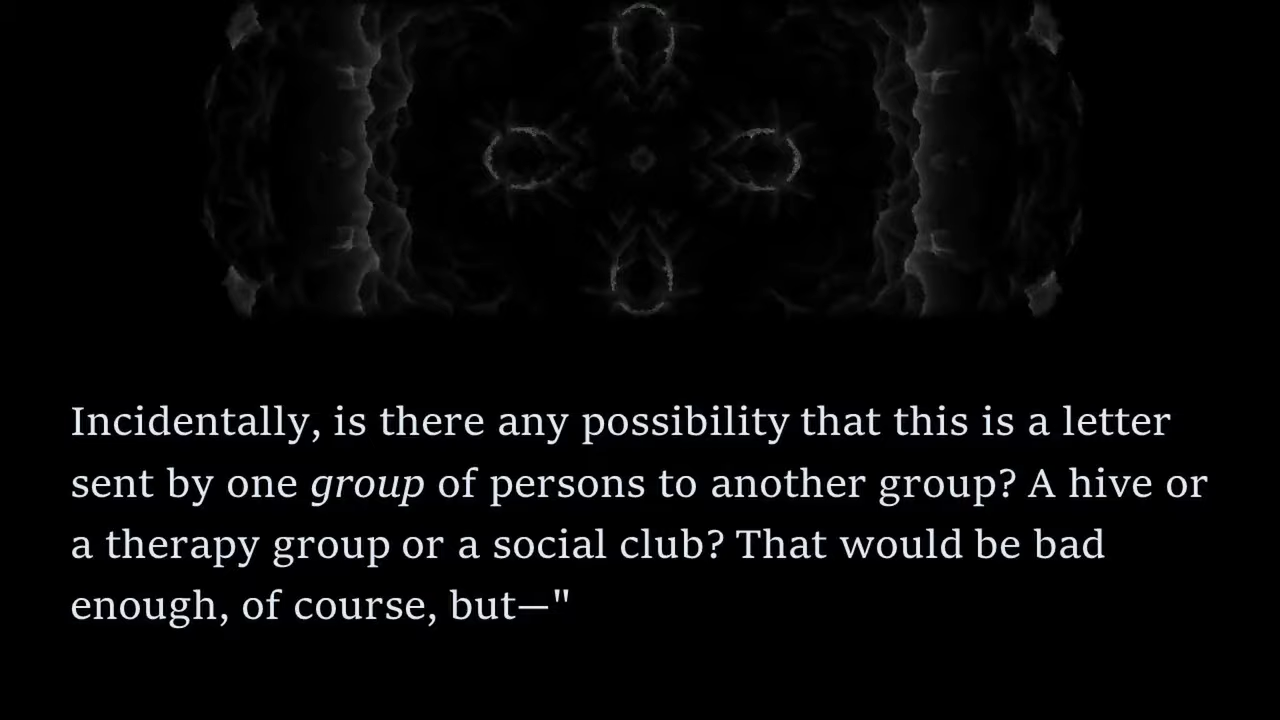 Incidentally, is there any possibility that this is a letter
sent by one group of persons to another group? A hive or
a therapy group or a social club? That would be bad
enough, of course, but—"